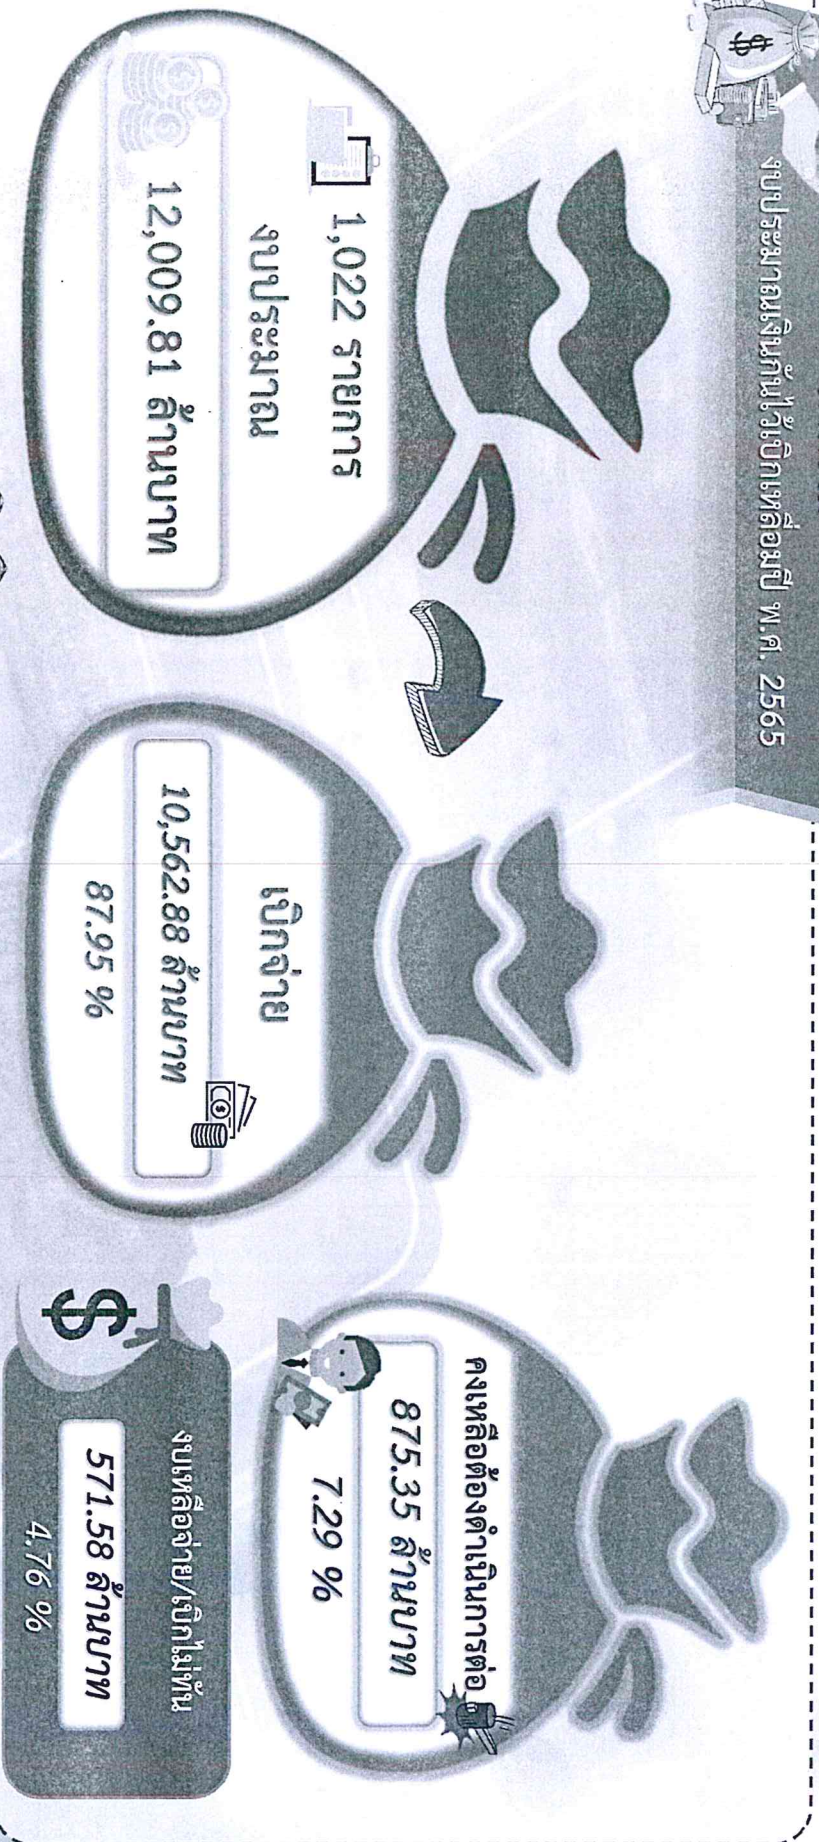 งบประมาณเงินกันไว้เบิกเหลื่อมปี พ.ศ. 2565
1,022 รายการ
งบประมาณ
12,009.81 ล้านบาท
เบิกจ่าย
10,562.88 ล้านบาท
87.95 %
คงเหลือต้องดำเนินการต่อ
875.35 ล้านบาท
7.29 %
งบเหลือจ่าย/เบิกไม่ทัน
571.58 ล้านบาท
4.76 %